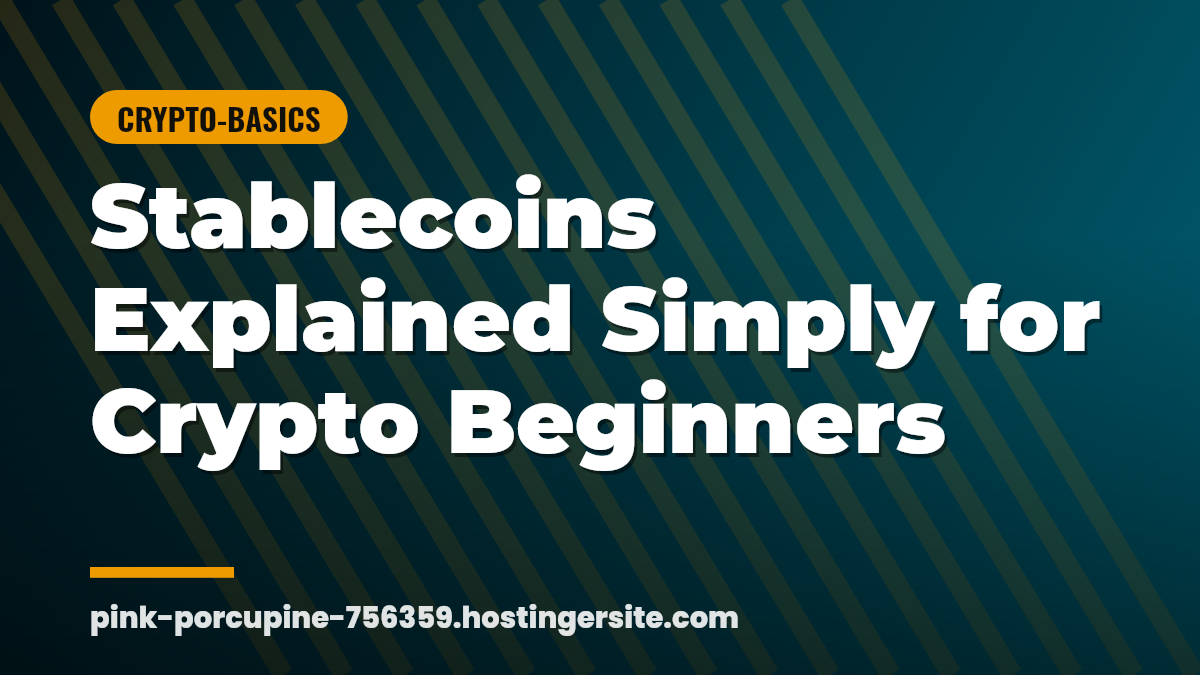 CRYPTO-BASICS
Stablecoins
Explained Simply for
Crypto Beginners
pink-porcupine-756359.hostingersite.com